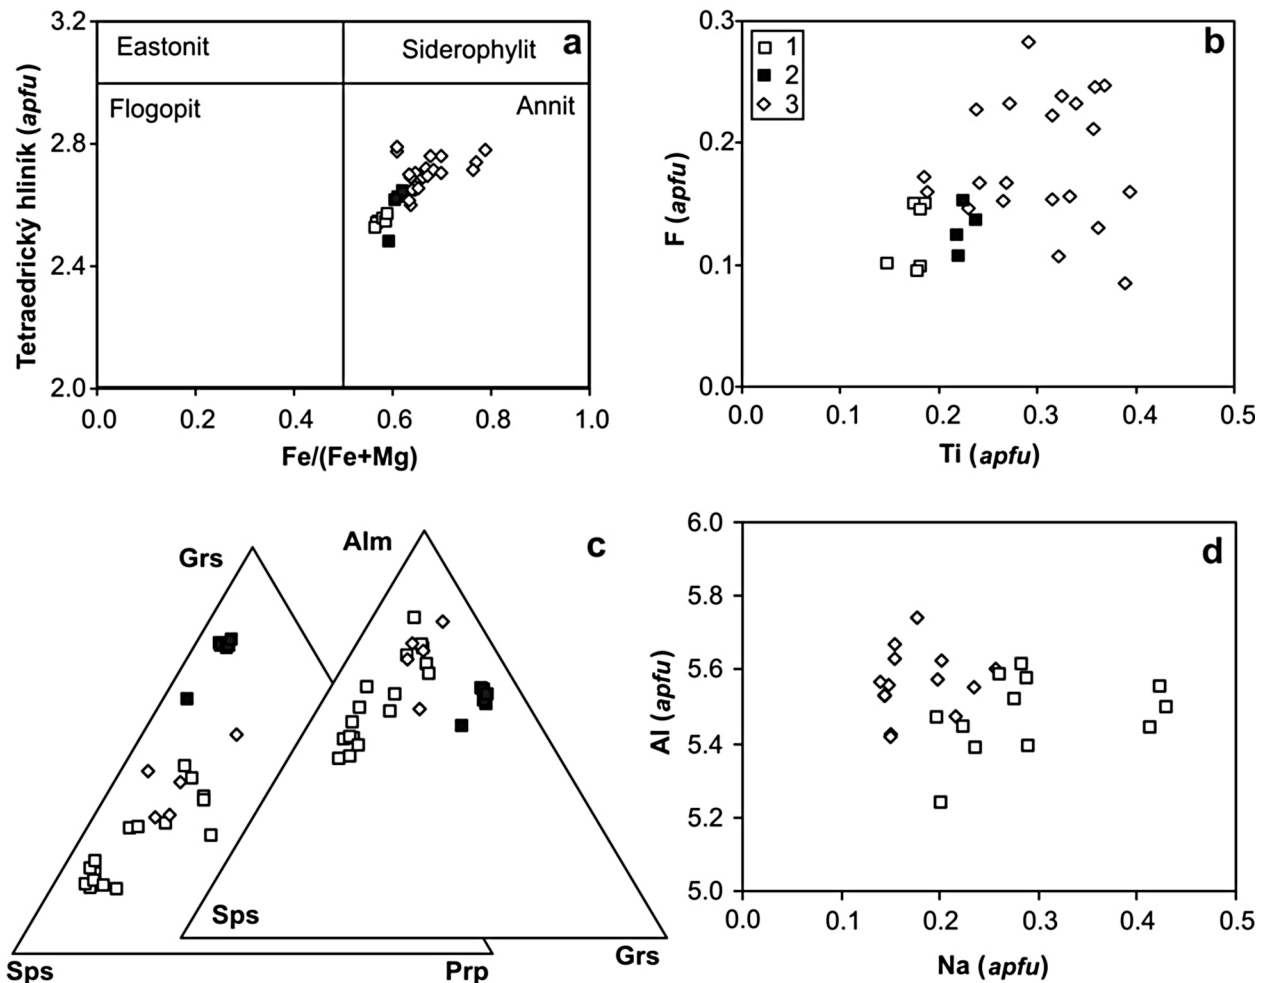 a
Eastonit
Siderophylit
Flogopit
Annit
3.2
2.8
2.4
2.0
0.0 0.2 0.4 0.6 0.8 1.0
Tetraedrický hliník (apfu)
Fe/(Fe+Mg)
b
1
2
3
0.3
0.2
0.1
0.0
0.0 0.1 0.2 0.3 0.4 0.5
F (apfu)
Ti (apfu)
c
Grs
Alm
Sps
Sps
Prp
Grs
d
6.0
5.8
5.6
5.4
5.2
5.0
0.0 0.1 0.2 0.3 0.4 0.5
Al (apfu)
Na (apfu)